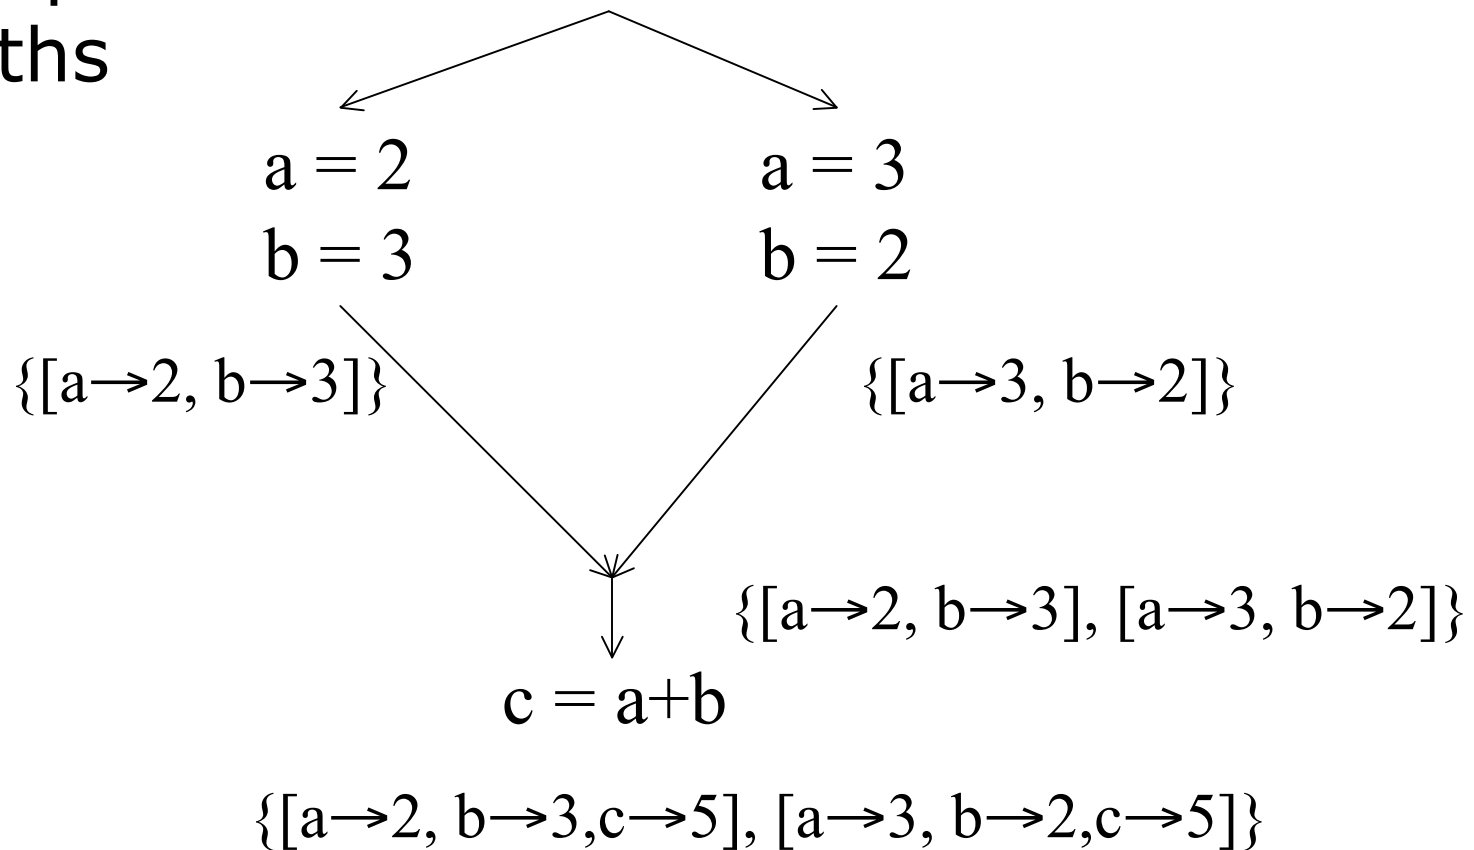 ths
a = 2
a = 3
b = 3
b = 2
{[a→2, b→3]}
{[a→3, b→2]}
{[a→2, b→3], [a→3, b→2]}
c = a+b
{[a→2, b→3,c→5], [a→3, b→2,c→5]}